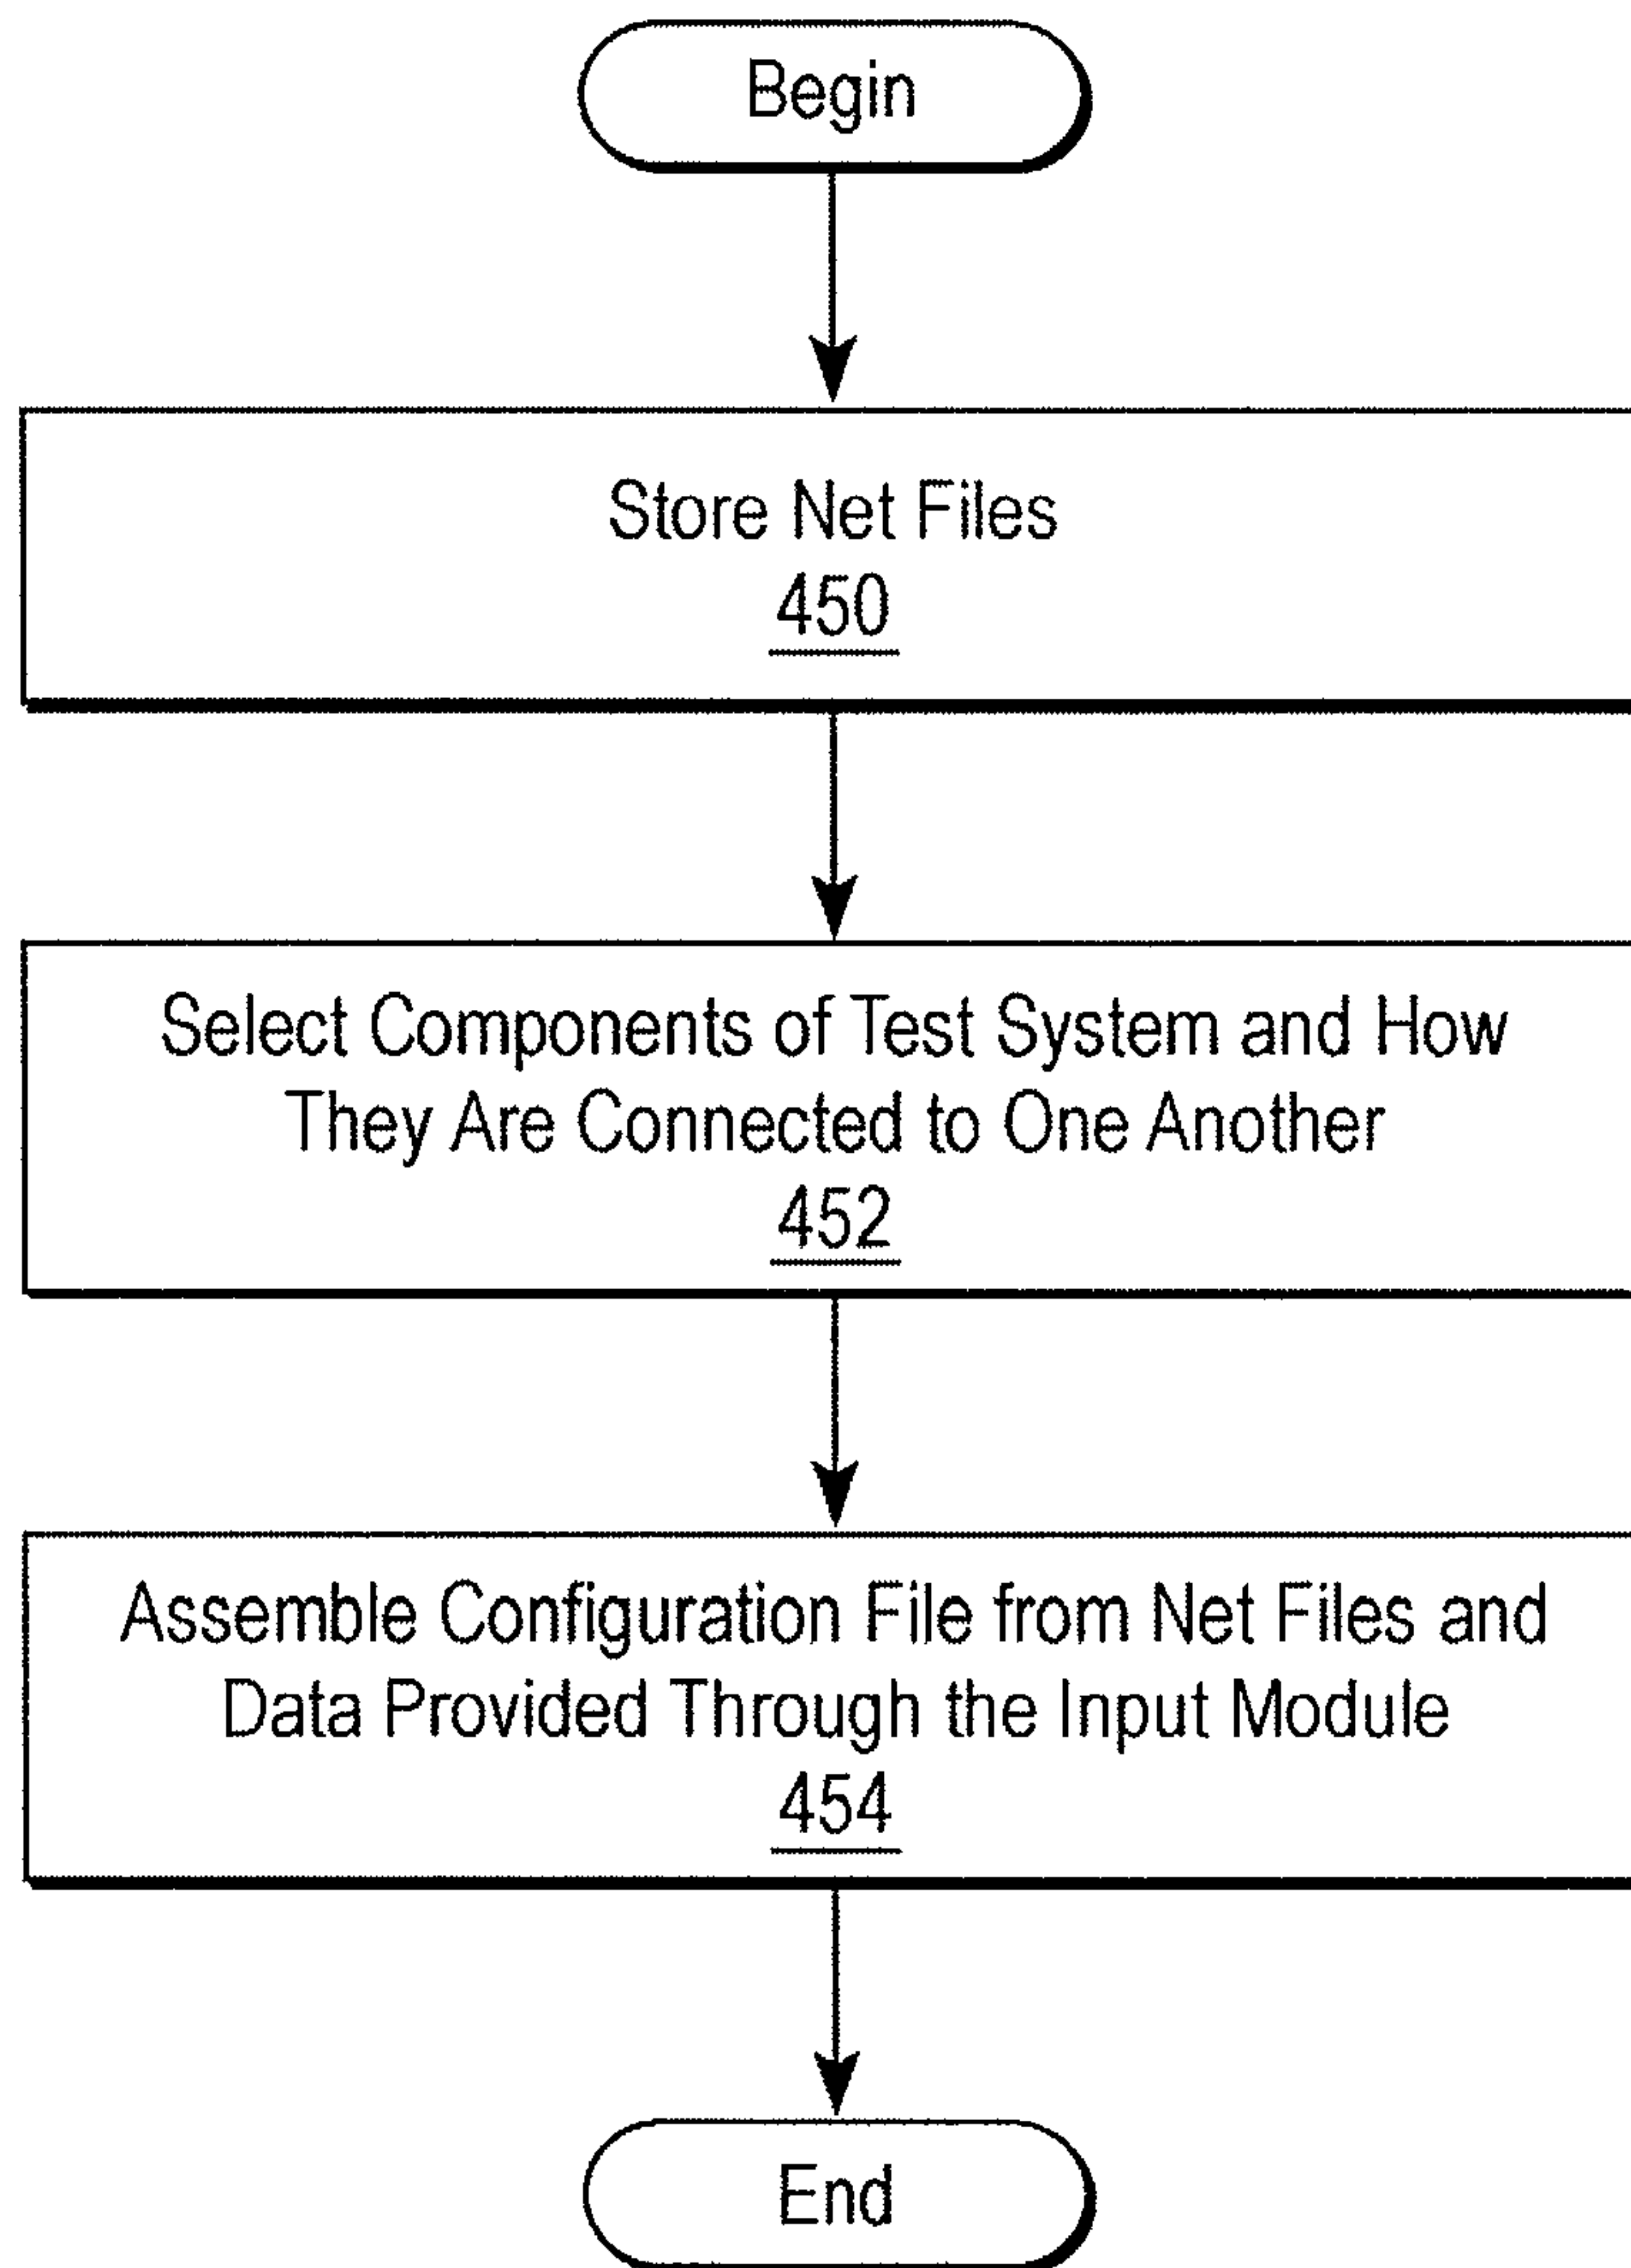 Begin
Store Net Files
450
Select Components of Test System and How
They Are Connected to One Another
452
Assemble Configuration File from Net Files and
Data Provided Through the Input Module
454
End